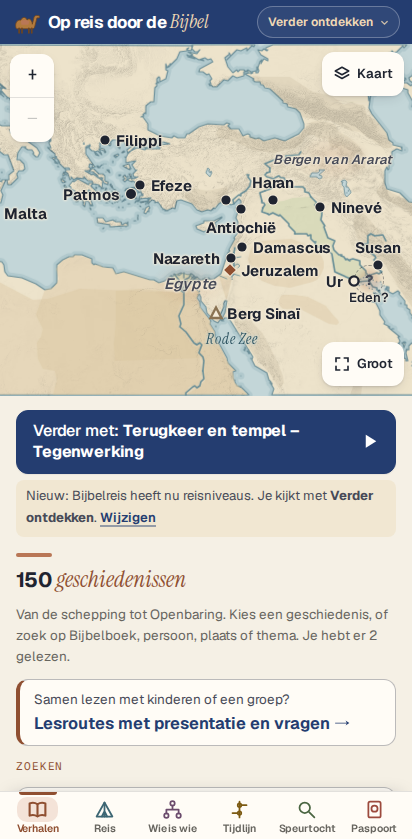 Op reis door de Bijbel
Verder ontdekken
+
Kaart
−
Filippi
Bergen van Ararat
Efeze
Haran
Patmos
Ninevé
Malta
Antiochië
Damascus
Susan
Nazareth
Jeruzalem
Egypte
Ur
?
Eden?
Berg Sinaï
Rode Zee
Groot
Verder met: Terugkeer en tempel –
Tegenwerking
Nieuw: Bijbelreis heeft nu reisniveaus. Je kijkt met Verder
ontdekken. Wijzigen
150 geschiedenissen
Van de schepping tot Openbaring. Kies een geschiedenis, of
zoek op Bijbelboek, persoon, plaats of thema. Je hebt er 2
gelezen.
Samen lezen met kinderen of een groep?
Lesroutes met presentatie en vragen →
ZOEKEN
Verhalen
Reis
Wie is wie
Tijdlijn
Speurtocht
Paspoort